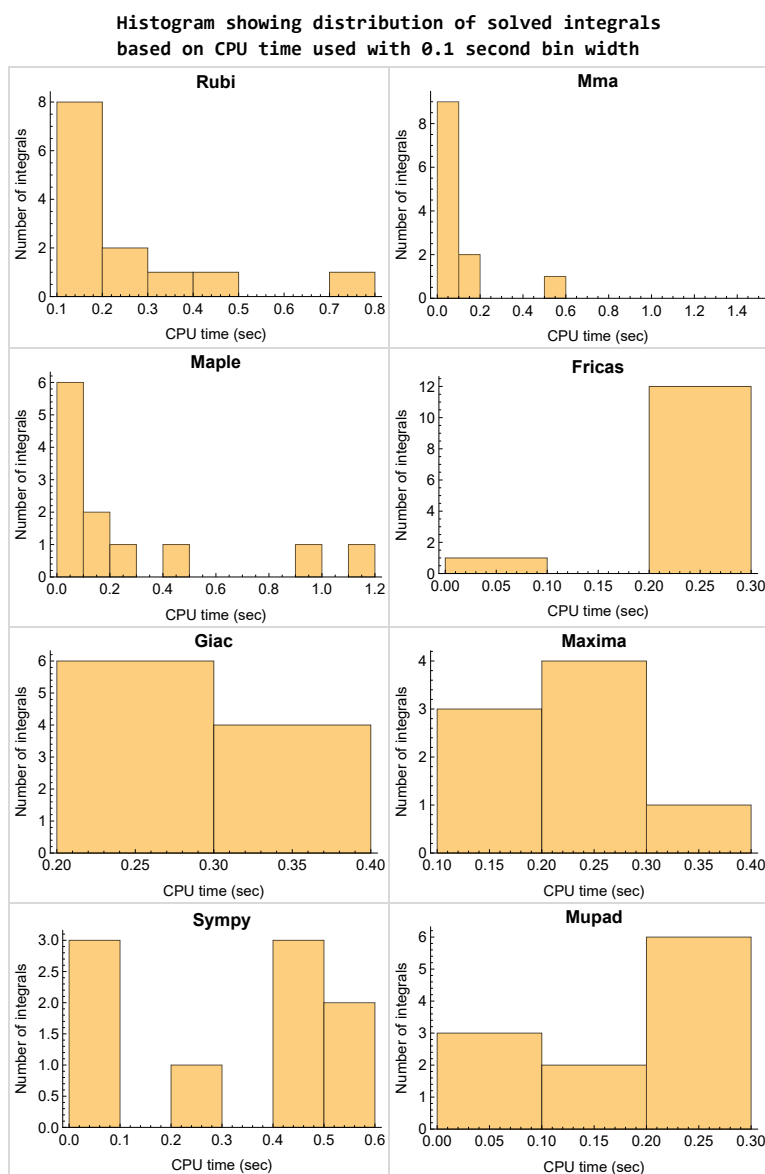 Histogram showing distribution of solved integrals
based on CPU time used with 0.1 second bin width
Rubi
Number of integrals
8
6
4
2
0
0.1 0.2 0.3 0.4 0.5 0.6 0.7 0.8
CPU time (sec)
Mma
Number of integrals
8
6
4
2
0
0.0 0.2 0.4 0.6 0.8 1.0 1.2 1.4
CPU time (sec)
Maple
Number of integrals
6
5
4
3
2
1
0
0.0 0.2 0.4 0.6 0.8 1.0 1.2
CPU time (sec)
Fricas
Number of integrals
12
10
8
6
4
2
0
0.00 0.05 0.10 0.15 0.20 0.25 0.30
CPU time (sec)
Giac
Number of integrals
6
5
4
3
2
1
0
0.20 0.25 0.30 0.35 0.40
CPU time (sec)
Maxima
Number of integrals
4
3
2
1
0
0.10 0.15 0.20 0.25 0.30 0.35 0.40
CPU time (sec)
Sympy
Number of integrals
3.0
2.5
2.0
1.5
1.0
0.5
0.0
0.0 0.1 0.2 0.3 0.4 0.5 0.6
CPU time (sec)
Mupad
Number of integrals
6
5
4
3
2
1
0
0.00 0.05 0.10 0.15 0.20 0.25 0.30
CPU time (sec)